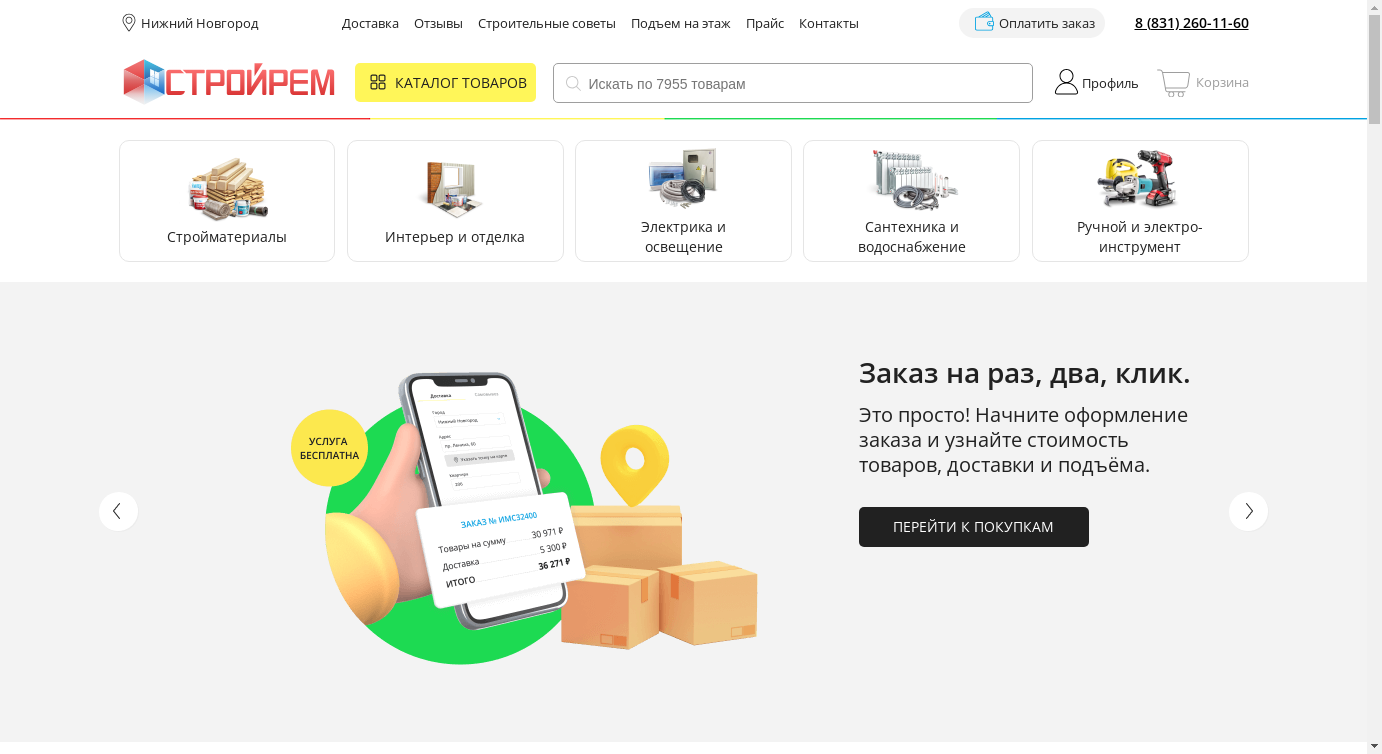 Нижний Новгород
Доставка Отзывы Строительные советы Подъем на этаж Прайс Контакты
Оплатить заказ
8 (831) 260-11-60
СТРОЙРЕМ
КАТАЛОГ ТОВАРОВ
Искать по 7955 товарам
Профиль
Корзина
Стройматериалы
Интерьер и отделка
Электрика и
освещение
Сантехника и
водоснабжение
Ручной и электро-
инструмент
Заказ на раз, два, клик.
Это просто! Начните оформление
заказа и узнайте стоимость
товаров, доставки и подъёма.
ПЕРЕЙТИ К ПОКУПКАМ
УСЛУГА
БЕСПЛАТНА
Доставка
Город
Нижний Новгород
Адрес
пр. Ленина, 60
Указать точку на карте
Квартира
ЗАКАЗ № ИМС32400
Товары на сумму 30 971 ₽
Доставка 5 300 ₽
ИТОГО 36 271 ₽